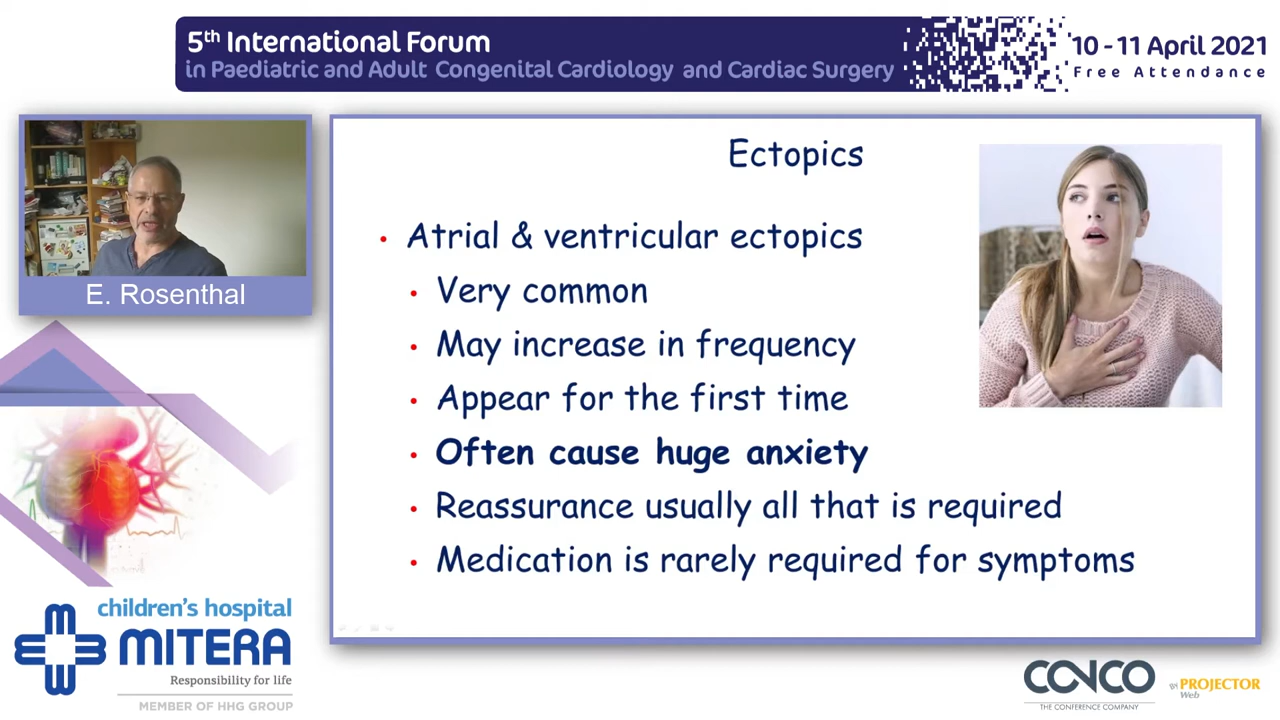 5th International Forum
in Paediatric and Adult Congenital Cardiology and Cardiac Surgery
10 - 11 April 2021
Free Attendance
E. Rosenthal
Ectopics
• Atrial & ventricular ectopics
• Very common
• May increase in frequency
• Appear for the first time
• Often cause huge anxiety
• Reassurance usually all that is required
• Medication is rarely required for symptoms
children's hospital
MITERA
Responsibility for life
MEMBER OF HHG GROUP
CONCO
THE CONFERENCE COMPANY
PROJECTOR
Web